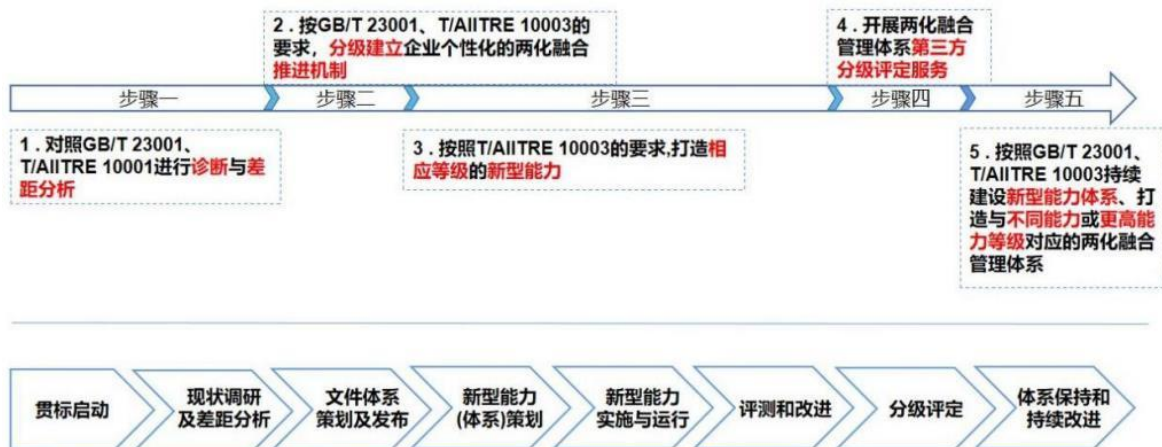 2．按GB/T 23001、T/AIITRE 10003的
要求，分级建立企业个性化的两化融合
推进机制
4．开展两化融合
管理体系第三方
分级评定服务
步骤一
步骤二
步骤三
步骤四
步骤五
1．对照GB/T 23001、
T/AIITRE 10001进行诊断与差
距分析
3．按照T/AIITRE 10003的要求,打造相
应等级的新型能力
5．按照GB/T 23001、
T/AIITRE 10003持续
建设新型能力体系、打
造与不同能力或更高能
力等级对应的两化融合
管理体系
贯标启动
现状调研
及差距分析
文件体系
策划及发布
新型能力
(体系)策划
新型能力
实施与运行
评测和改进
分级评定
体系保持和
持续改进